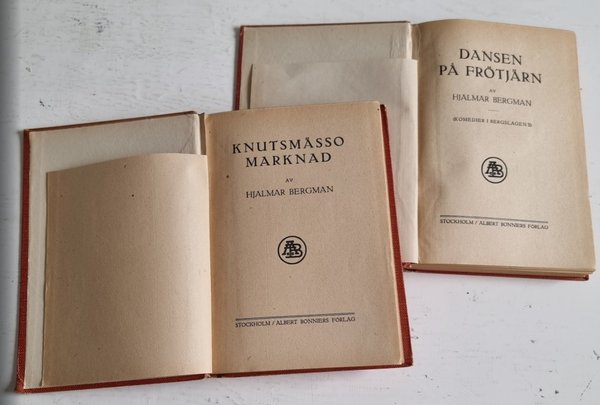 KNUTSMÄSSO
MARKNAD
AV
HJALMAR BERGMAN
AB
STOCKHOLM / ALBERT BONNIERS FÖRLAG
DANSEN
PÅ FRÖTJÄRN
AV
HJALMAR BERGMAN
(KOMEDIER I BERGSLAGEN II)
AB
STOCKHOLM / ALBERT BONNIERS FÖRLAG